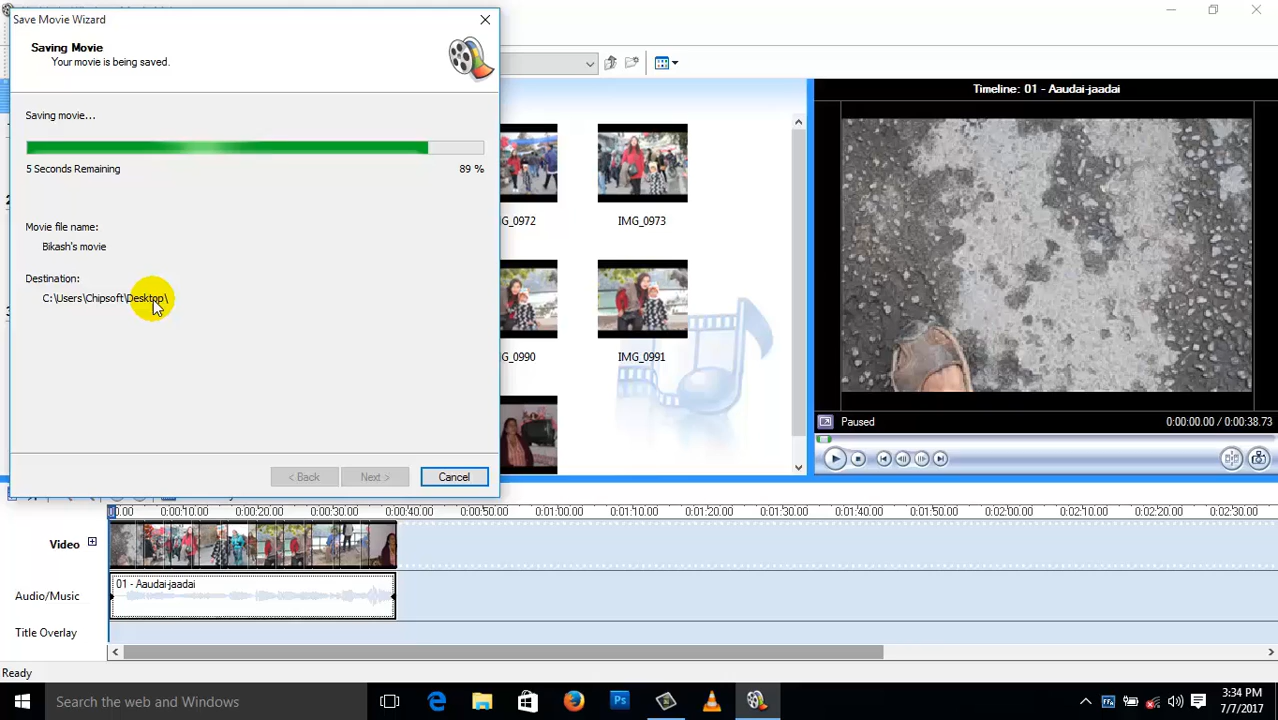 Save Movie Wizard
Saving Movie
Your movie is being saved.
Saving movie...
5 Seconds Remaining
89 %
Movie file name:
Bikash's movie
Destination:
C:\Users\Chipsoft\Desktop\
< Back
Next >
Cancel
IMG_0973
IMG_0991
Timeline: 01 - Aaudai-jaadai
Paused
0:00:00.00 / 0:00:38.73
0:00:10.00
0:00:20.00
0:00:30.00
0:00:40.00
0:00:50.00
0:01:00.00
0:01:10.00
0:01:20.00
0:01:30.00
0:01:40.00
0:01:50.00
0:02:00.00
0:02:10.00
0:02:20.00
0:02:30.00
Video
01 - Aaudai-jaadai
Audio/Music
Title Overlay
Ready
Search the web and Windows
Ps
3:34 PM
7/7/2017